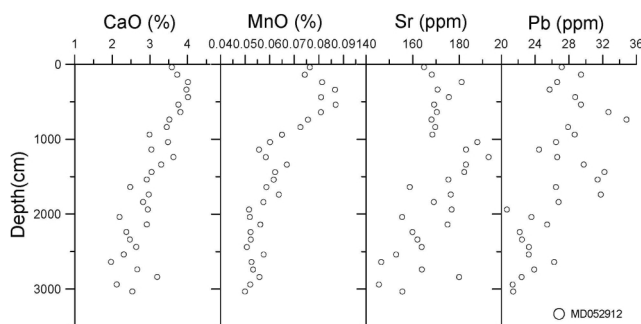 CaO (%) MnO (%) Sr (ppm) Pb (ppm)
1 2 3 4 0.04 0.05 0.06 0.07 0.08 0.09 140 160 180 20 24 28 32 36
0
1000
2000
3000
Depth(cm)
MD052912